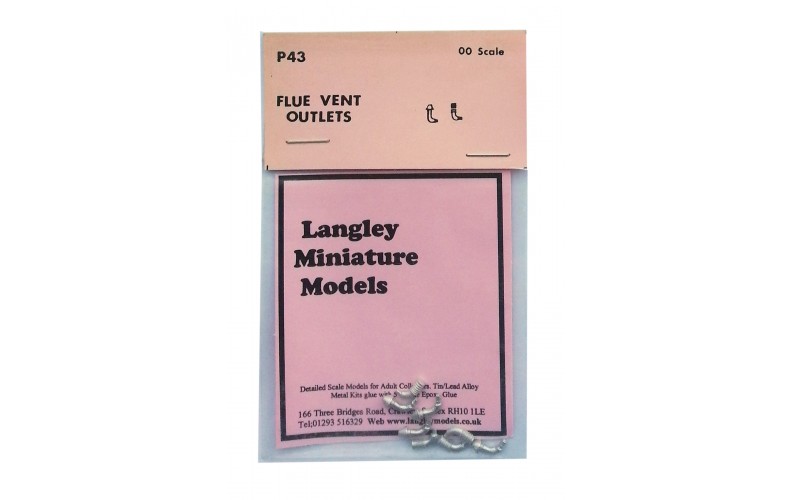 P43 00 Scale
FLUE VENT
OUTLETS
Langley
Miniature
Models
Detailed Scale Models for Adult Tin/Lead Alloy
Metal Kits glue with Glue
166 Three Bridges Road, RH10 1LE
Tel;01293 516329 Web www.langleymodels.co.uk